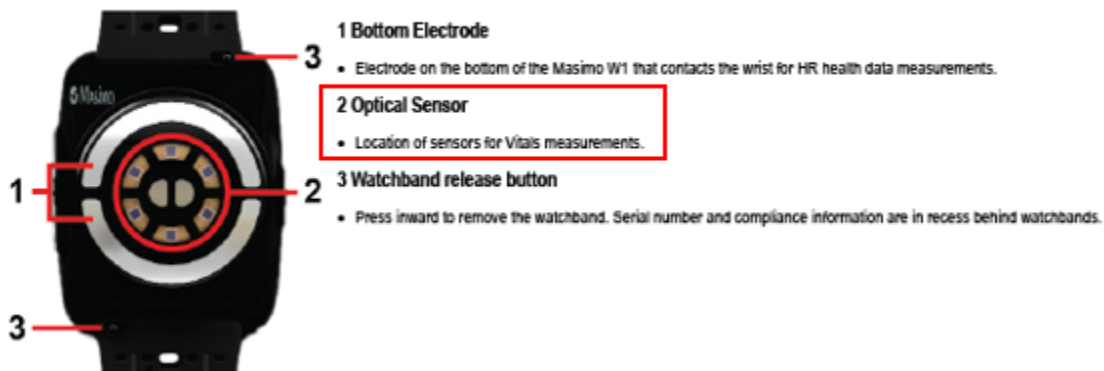 1 Bottom Electrode
3
• Electrode on the bottom of the Masimo W1 that contacts the wrist for HR health data measurements.
Masimo
2 Optical Sensor
• Location of sensors for Vitals measurements.
1
2
3 Watchband release button
• Press inward to remove the watchband. Serial number and compliance information are in recess behind watchbands.
3